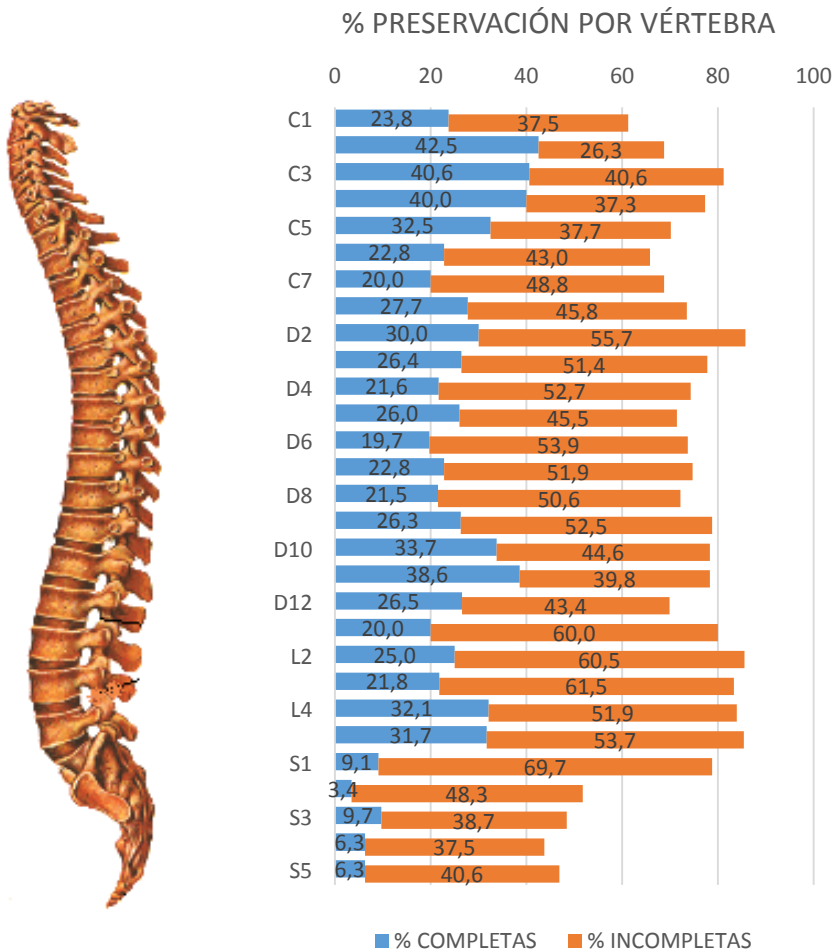 % PRESERVACIÓN POR VÉRTEBRA
0 20 40 60 80 100
C1 23,8 37,5
42,5 26,3
C3 40,6 40,6
40,0 37,3
C5 32,5 37,7
22,8 43,0
C7 20,0 48,8
27,7 45,8
D2 30,0 55,7
26,4 51,4
D4 21,6 52,7
26,0 45,5
D6 19,7 53,9
22,8 51,9
D8 21,5 50,6
26,3 52,5
D10 33,7 44,6
38,6 39,8
D12 26,5 43,4
20,0 60,0
L2 25,0 60,5
21,8 61,5
L4 32,1 51,9
31,7 53,7
S1 9,1 69,7
3,4 48,3
S3 9,7 38,7
6,3 37,5
S5 6,3 40,6
% COMPLETAS % INCOMPLETAS